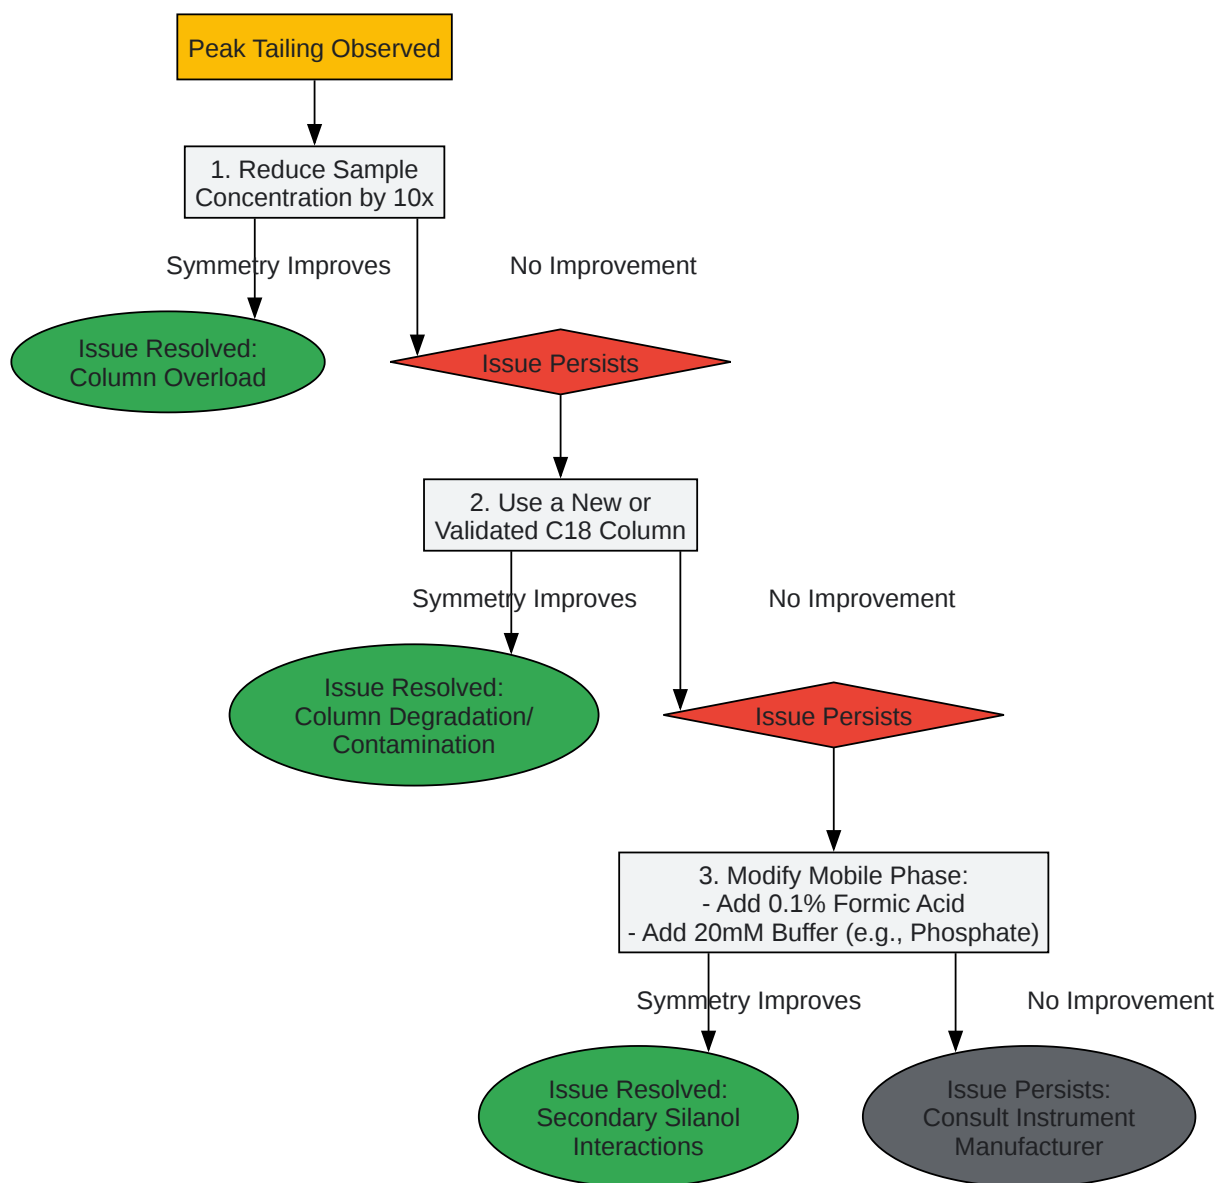 Peak Tailing Observed
1. Reduce Sample
Concentration by 10x
Symmetry Improves
No Improvement
Issue Resolved:
Column Overload
Issue Persists
2. Use a New or
Validated C18 Column
Symmetry Improves
No Improvement
Issue Resolved:
Column Degradation/
Contamination
Issue Persists
3. Modify Mobile Phase:
- Add 0.1% Formic Acid
- Add 20mM Buffer (e.g., Phosphate)
Symmetry Improves
No Improvement
Issue Resolved:
Secondary Silanol
Interactions
Issue Persists:
Consult Instrument
Manufacturer